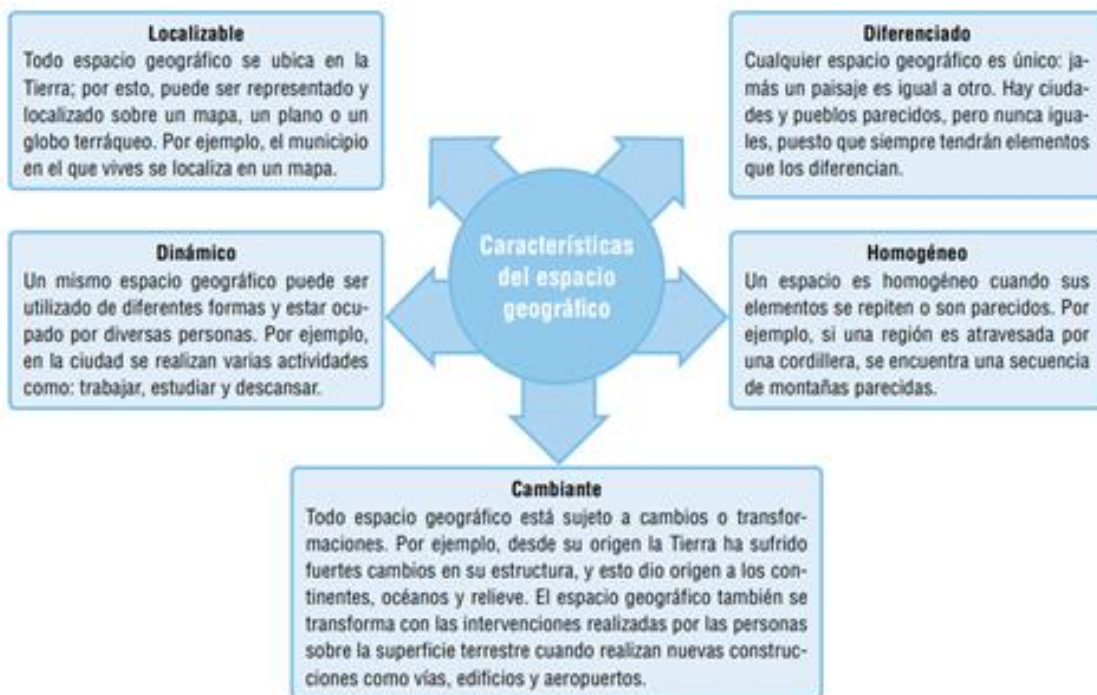 Localizable
Todo espacio geográfico se ubica en la
Tierra; por esto, puede ser representado y
localizado sobre un mapa, un plano o un
globo terráqueo. Por ejemplo, el municipio
en el que vives se localiza en un mapa.
Diferenciado
Cualquier espacio geográfico es único: ja-
más un paisaje es igual a otro. Hay ciuda-
des y pueblos parecidos, pero nunca igua-
les, puesto que siempre tendrán elementos
que los diferencian.
Características
del espacio
geográfico
Dinámico
Un mismo espacio geográfico puede ser
utilizado de diferentes formas y estar ocu-
pado por diversas personas. Por ejemplo,
en la ciudad se realizan varias actividades
como: trabajar, estudiar y descansar.
Homogéneo
Un espacio es homogéneo cuando sus
elementos se repiten o son parecidos. Por
ejemplo, si una región es atravesada por
una cordillera, se encuentra una secuencia
de montañas parecidas.
Cambiante
Todo espacio geográfico está sujeto a cambios o transfor-
maciones. Por ejemplo, desde su origen la Tierra ha sufrido
fuertes cambios en su estructura, y esto dio origen a los con-
tinentes, océanos y relieve. El espacio geográfico también se
transforma con las intervenciones realizadas por las personas
sobre la superficie terrestre cuando realizan nuevas construc-
ciones como vías, edificios y aeropuertos.